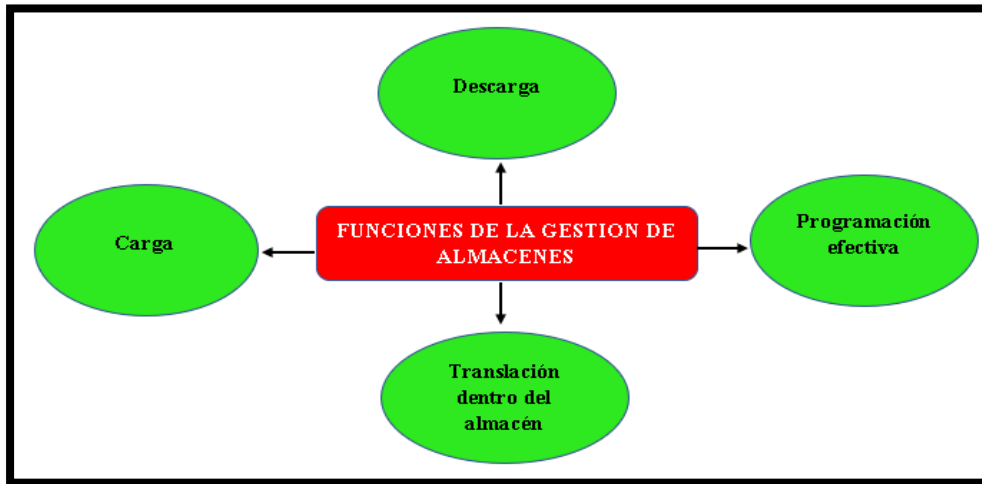 Descarga
Carga
FUNCIONES DE LA GESTION DE
ALMACENES
Programación
efectiva
Translación
dentro del
almacén